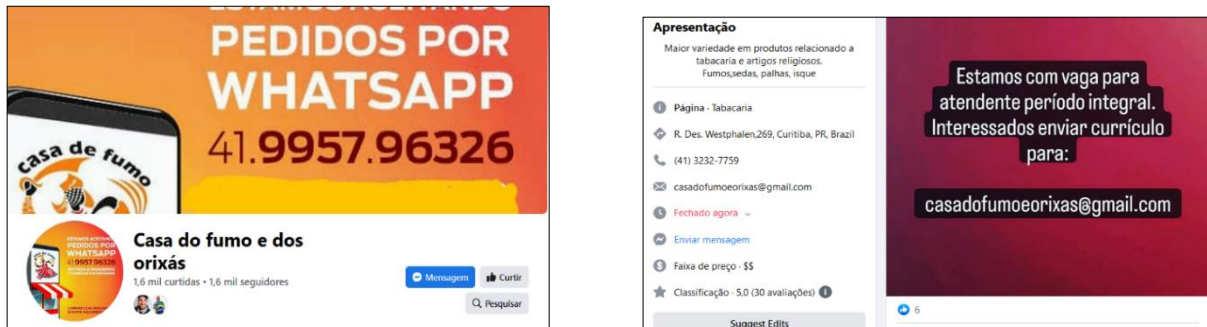 PEDIDOS POR
WHATSAPP
41.9957.96326
casa de fumo
PEDIDOS POR
WHATSAPP
Casa do fumo e dos
orixás
1,6 mil curtidas • 1,6 mil seguidores
Mensagem
Curtir
Pesquisar
Apresentação
Maior variedade em produtos relacionado a
tabacaria e artigos religiosos.
Fumos,sedas, palhas, isque
Página · Tabacaria
R. Des. Westphalen,269, Curitiba, PR, Brazil
(41) 3232-7759
casadofumoeorixas@gmail.com
Fechado agora
Enviar mensagem
Faixa de preço · $$
Classificação · 5,0 (30 avaliações)
Suggest Edits
Estamos com vaga para
atendente período integral.
Interessados enviar currículo
para:
casadofumoeorixas@gmail.com
6